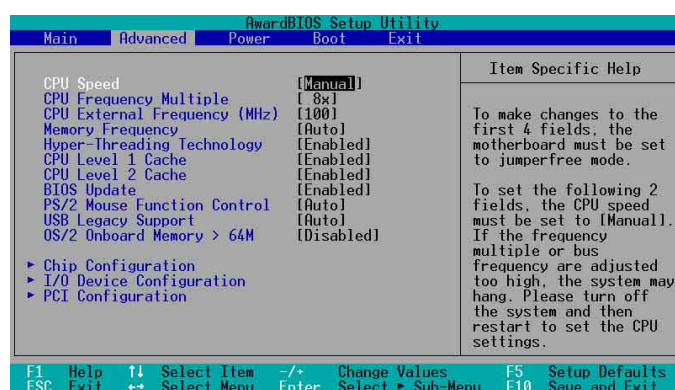 AwardBIOS Setup Utility
Main Advanced Power Boot Exit
CPU Speed [Manual]
CPU Frequency Multiple [ 8x]
CPU External Frequency (MHz) [100]
Memory Frequency [Auto]
Hyper-Threading Technology [Enabled]
CPU Level 1 Cache [Enabled]
CPU Level 2 Cache [Enabled]
BIOS Update [Enabled]
PS/2 Mouse Function Control [Auto]
USB Legacy Support [Auto]
OS/2 Onboard Memory > 64M [Disabled]
► Chip Configuration
► I/O Device Configuration
► PCI Configuration
Item Specific Help
To make changes to the
first 4 fields, the
motherboard must be set
to jumperfree mode.
To set the following 2
fields, the CPU speed
must be set to [Manual].
If the frequency
multiple or bus
frequency are adjusted
too high, the system may
hang. Please turn off
the system and then
restart to set the CPU
settings.
F1 Help ↑↓ Select Item -/+ Change Values F5 Setup Defaults
ESC Exit ←→ Select Menu Enter Select ► Sub-Menu F10 Save and Exit